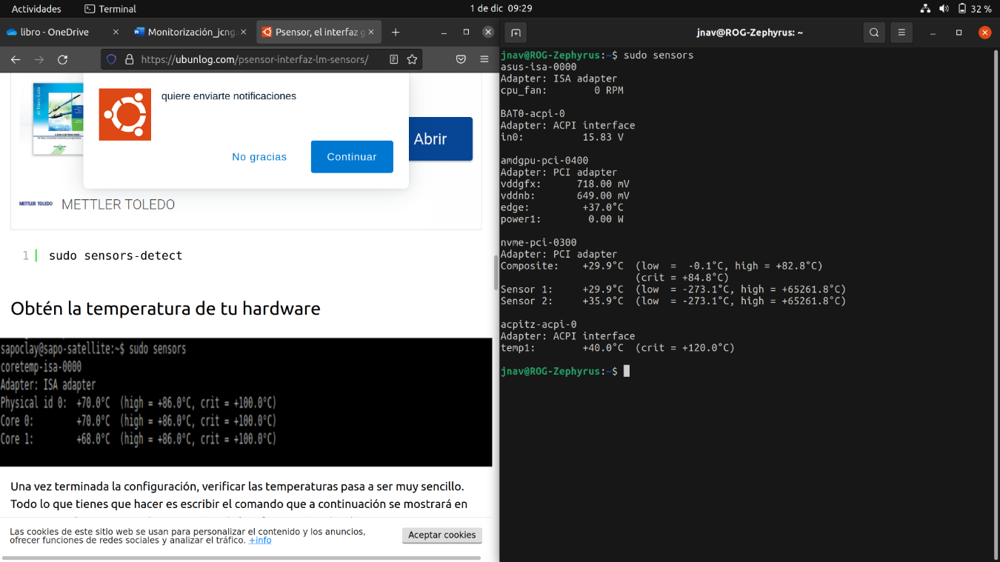 Actividades
Terminal
1 de dic  09:29
32 %
libro - OneDrive
Monitorización_jcng.
Psensor, el interfaz g
https://ubunlog.com/psensor-interfaz-lm-sensors/
quiere enviarte notificaciones
No gracias
Continuar
Abrir
METTLER TOLEDO
METTLER TOLEDO
1
sudo sensors-detect
Obtén la temperatura de tu hardware
sapoclay@sapo-satellite:~$ sudo sensors
coretemp-isa-0000
Adapter: ISA adapter
Physical id 0:  +70.0°C  (high = +86.0°C, crit = +100.0°C)
Core 0:         +70.0°C  (high = +86.0°C, crit = +100.0°C)
Core 1:         +68.0°C  (high = +86.0°C, crit = +100.0°C)
Una vez terminada la configuración, verificar las temperaturas pasa a ser muy sencillo.
Todo lo que tienes que hacer es escribir el comando que a continuación se mostrará en
Las cookies de este sitio web se usan para personalizar el contenido y los anuncios,
ofrecer funciones de redes sociales y analizar el tráfico. +info
Aceptar cookies
jnav@ROG-Zephyrus: ~
jnav@ROG-Zephyrus:~$ sudo sensors
asus-isa-0000
Adapter: ISA adapter
cpu_fan:        0 RPM
BAT0-acpi-0
Adapter: ACPI interface
in0:          15.83 V
amdgpu-pci-0400
Adapter: PCI adapter
vddgfx:      718.00 mV
vddnb:       649.00 mV
edge:         +37.0°C
power1:        0.00 W
nvme-pci-0300
Adapter: PCI adapter
Composite:    +29.9°C  (low  =  -0.1°C, high = +82.8°C)
(crit = +84.8°C)
Sensor 1:     +29.9°C  (low  = -273.1°C, high = +65261.8°C)
Sensor 2:     +35.9°C  (low  = -273.1°C, high = +65261.8°C)
acpitz-acpi-0
Adapter: ACPI interface
temp1:        +40.0°C  (crit = +120.0°C)
jnav@ROG-Zephyrus:~$